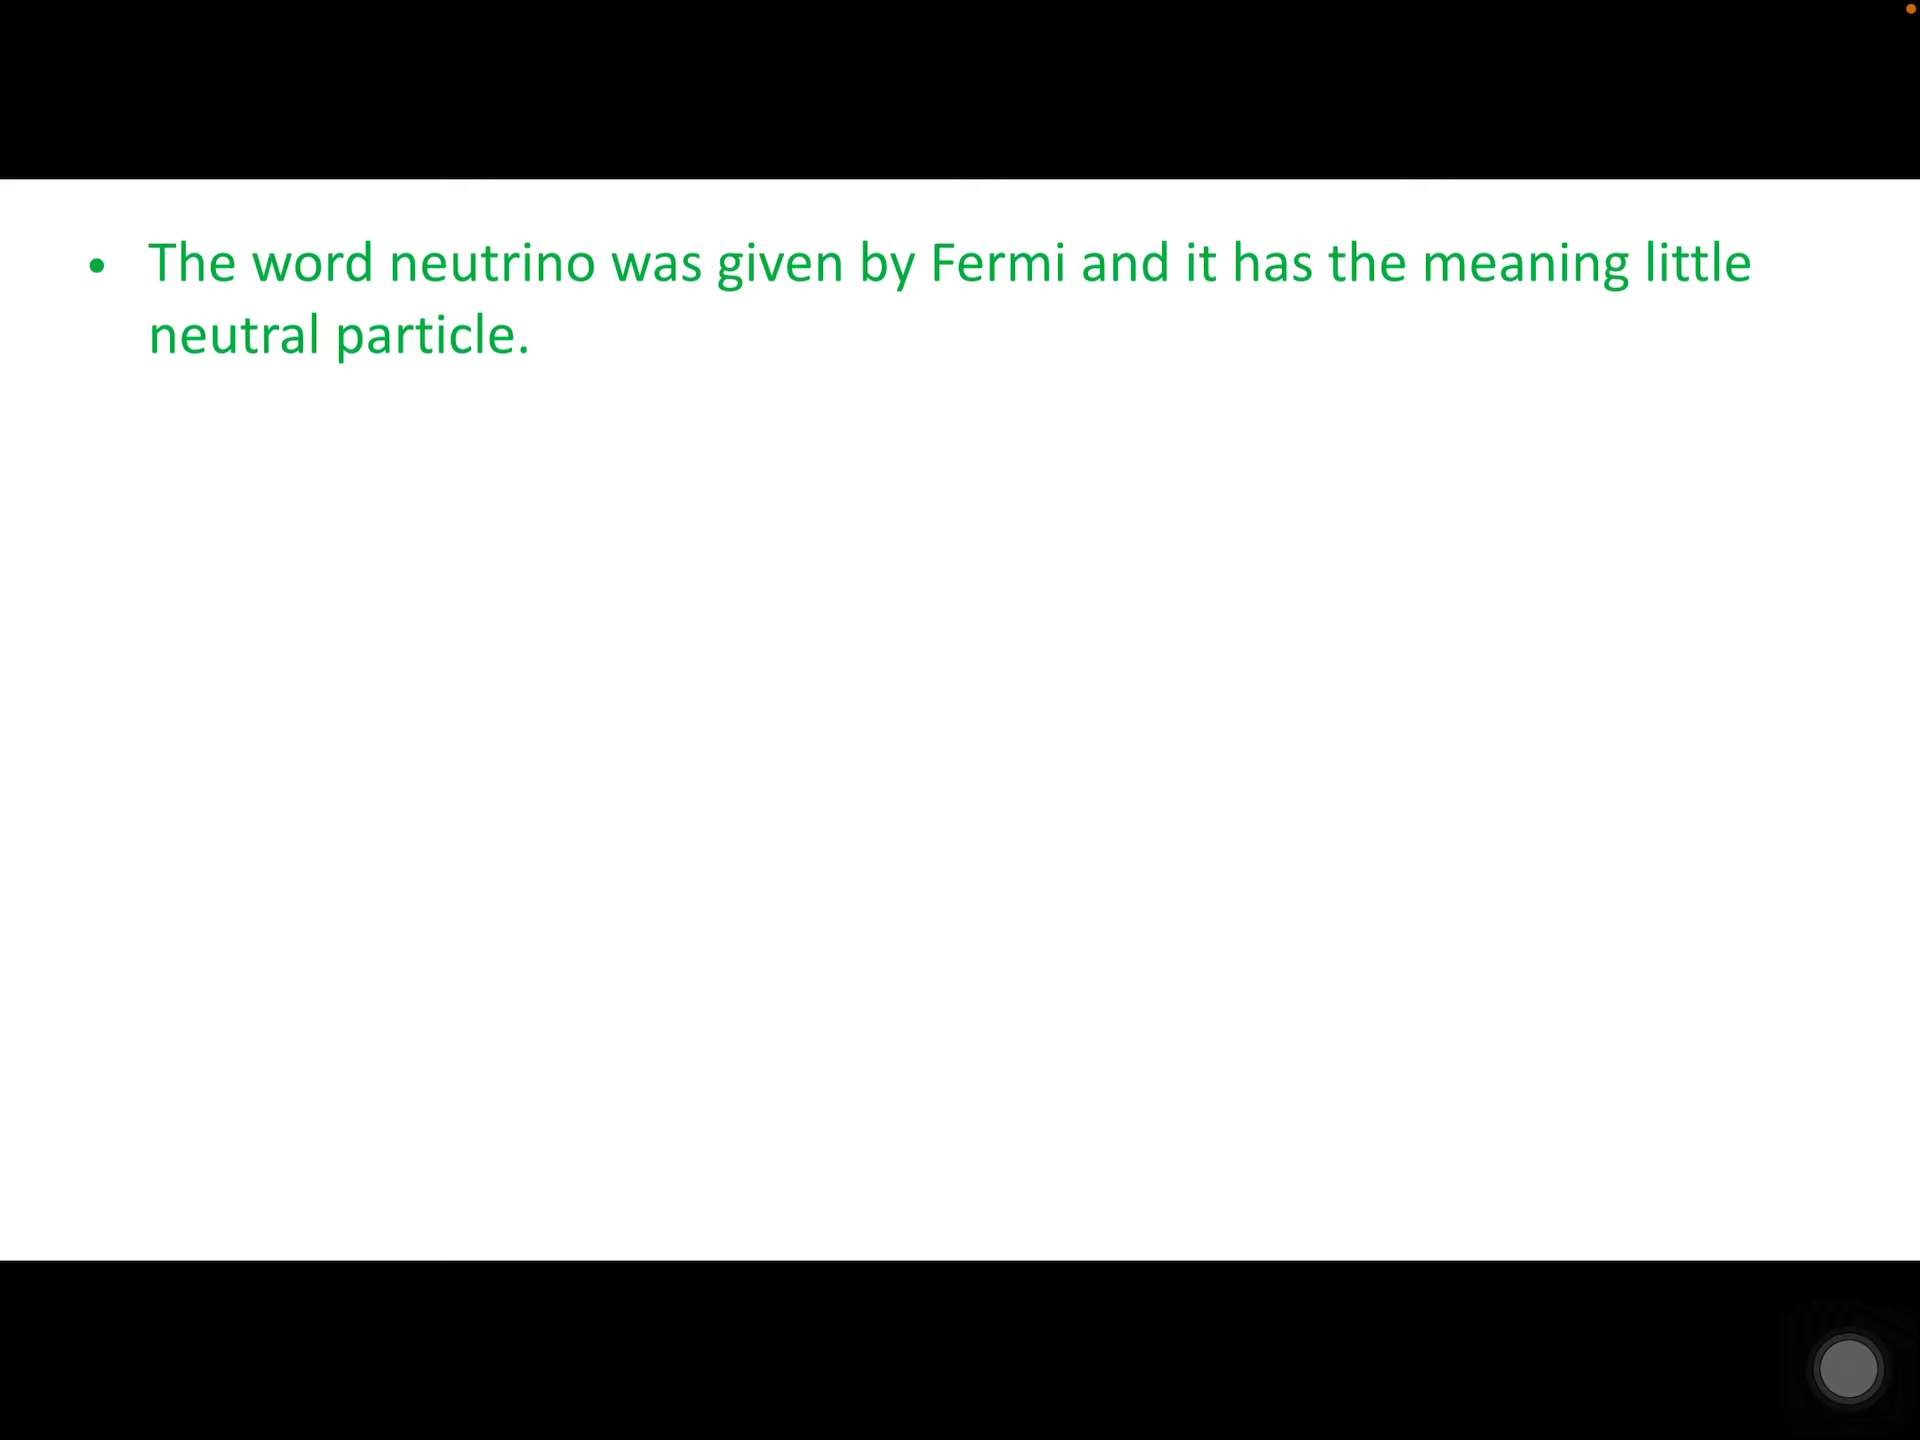 • The word neutrino was given by Fermi and it has the meaning little
neutral particle.